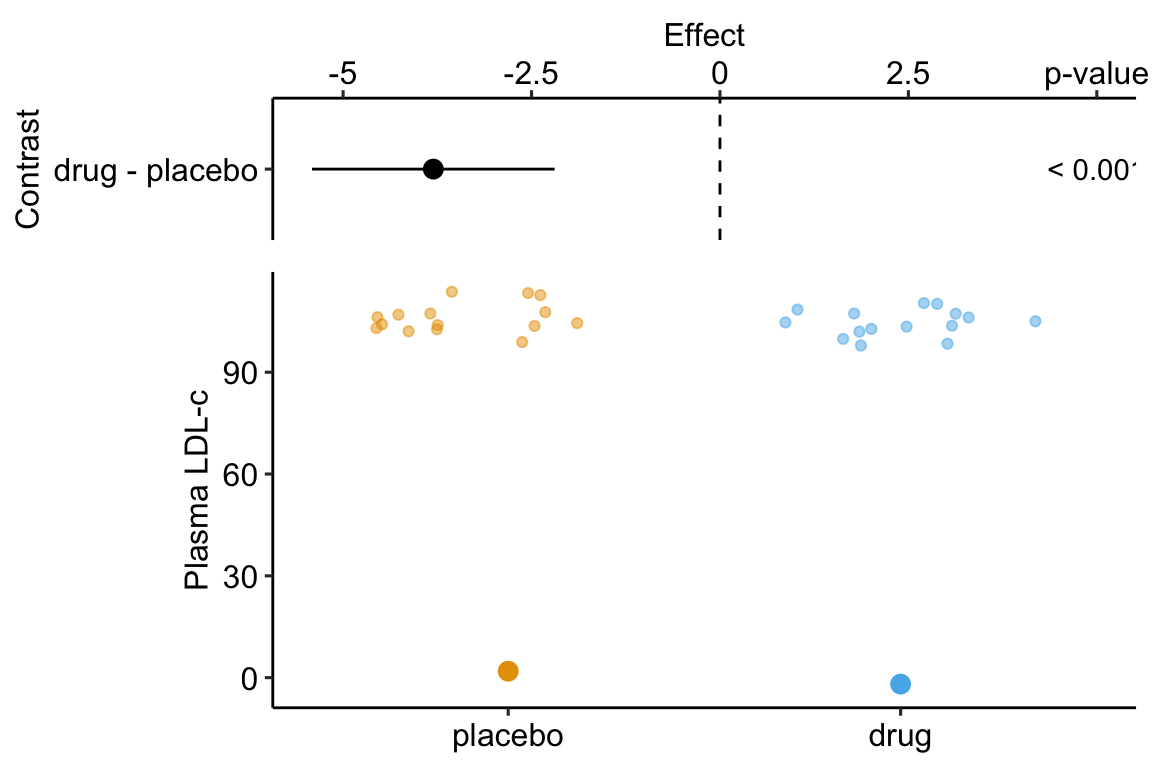 Effect
-5 -2.5 0 2.5 p-value
Contrast
drug - placebo
< 0.001
Plasma LDL-c
90
60
30
0
placebo drug